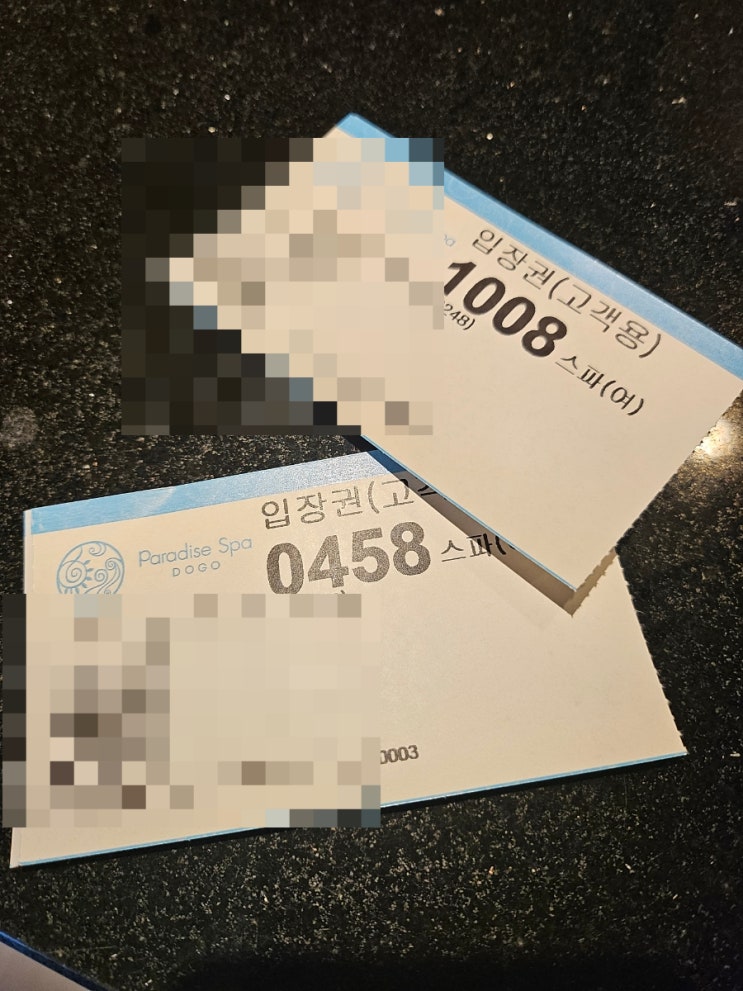 입장권(고객용)
1008 스파(여)
248)
Paradise Spa
DOGO
입장권(고
0458 스파(
0003